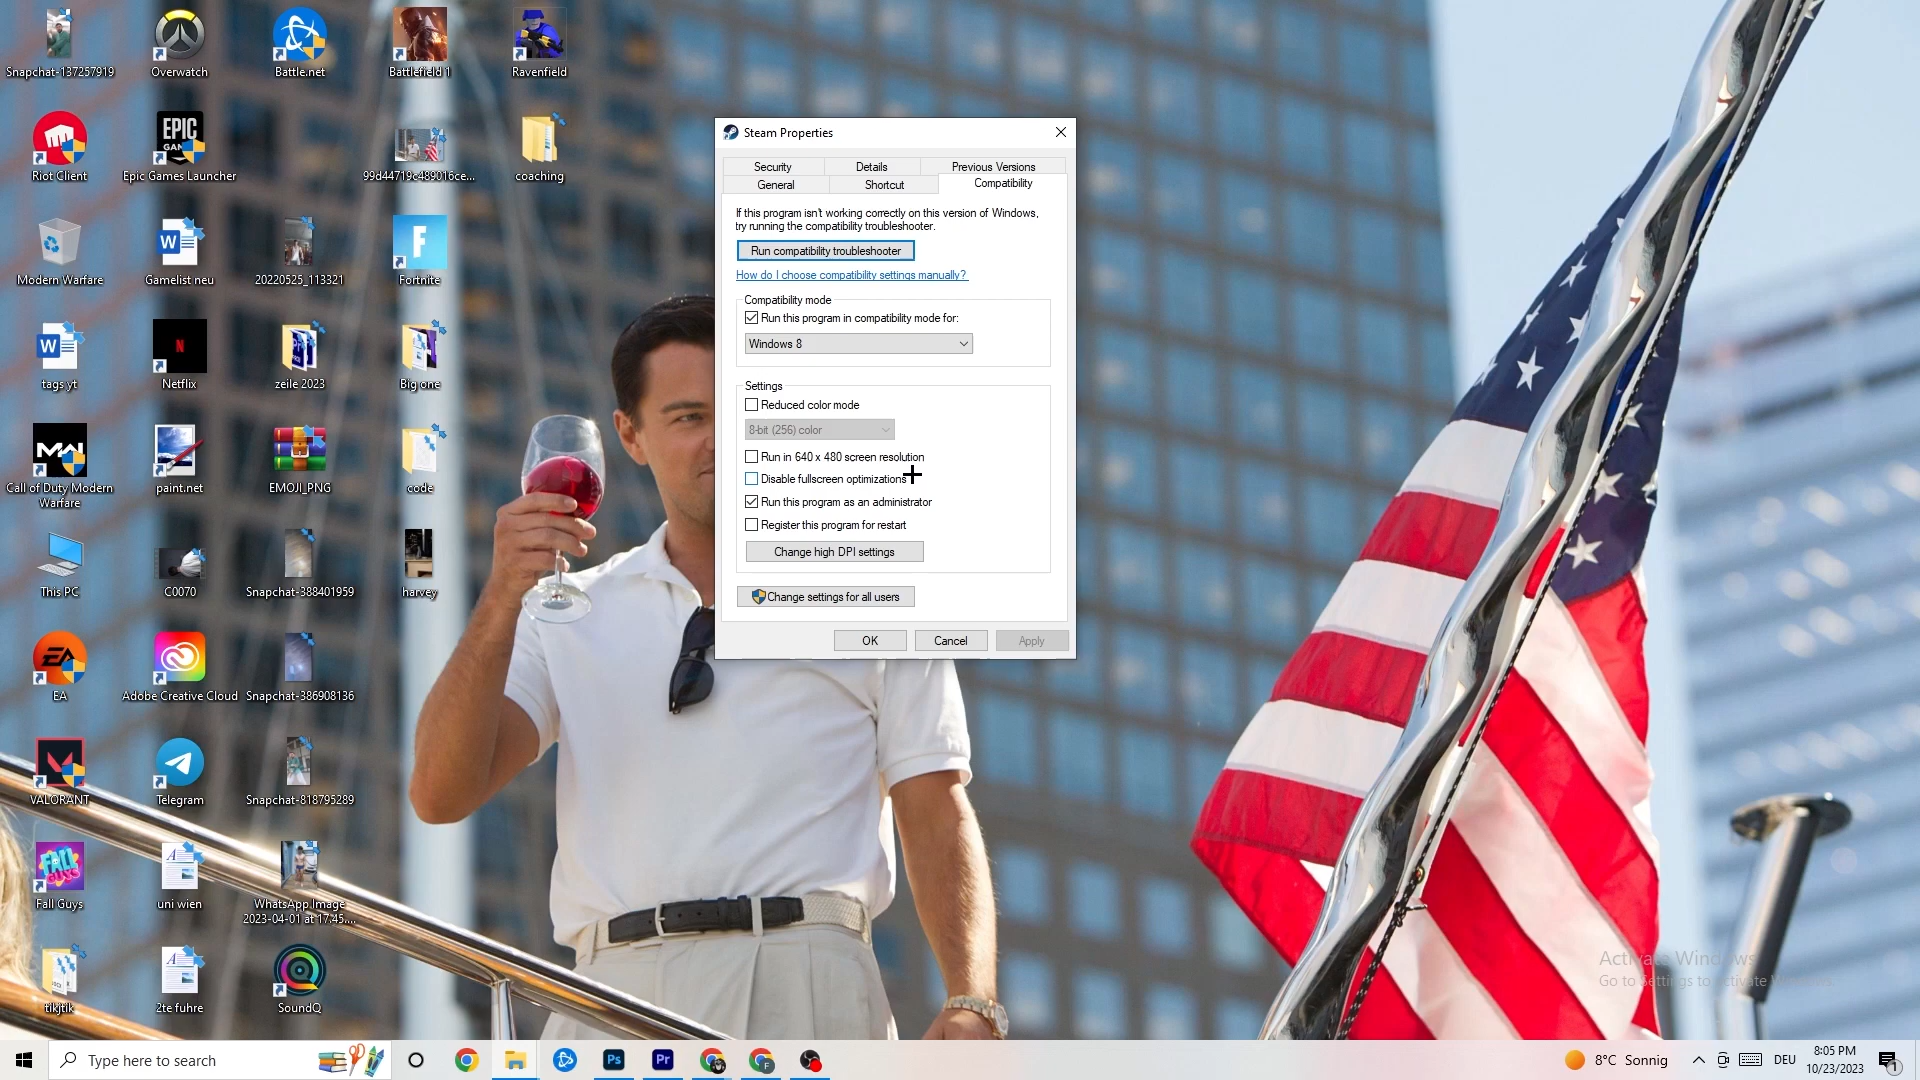 Snapchat-137257919
Overwatch
Battle.net
Battlefield 1
Ravenfield
EPIC
GAM
Riot Client
Epic Games Launcher
99d44719c489016ce...
coaching
W
F
Modern Warfare
Gamelist neu
20220525_113321
Fortnite
W
N
tags yt
Netflix
zeile 2023
Big one
Call of Duty Modern
Warfare
paint.net
EMOJI_PNG
code
This PC
C0070
Snapchat-388401959
harvey
EA
EA
Adobe Creative Cloud
Snapchat-386908136
VALORANT
Telegram
Snapchat-818795289
FALL
GUYS
Fall Guys
uni wien
WhatsApp Image
2023-04-01 at 17.45....
tikjtik
2te fuhre
SoundQ
Steam Properties
Security
Details
Previous Versions
General
Shortcut
Compatibility
If this program isn't working correctly on this version of Windows,
try running the compatibility troubleshooter.
Run compatibility troubleshooter
How do I choose compatibility settings manually?
Compatibility mode
Run this program in compatibility mode for:
Windows 8
Settings
Reduced color mode
8-bit (256) color
Run in 640 x 480 screen resolution
Disable fullscreen optimizations
Run this program as an administrator
Register this program for restart
Change high DPI settings
Change settings for all users
OK
Cancel
Apply
Activate Windows
Go to Settings to activate Windows.
Type here to search
Ps
Pr
F
8°C Sonnig
DEU
8:05 PM
10/23/2023
1